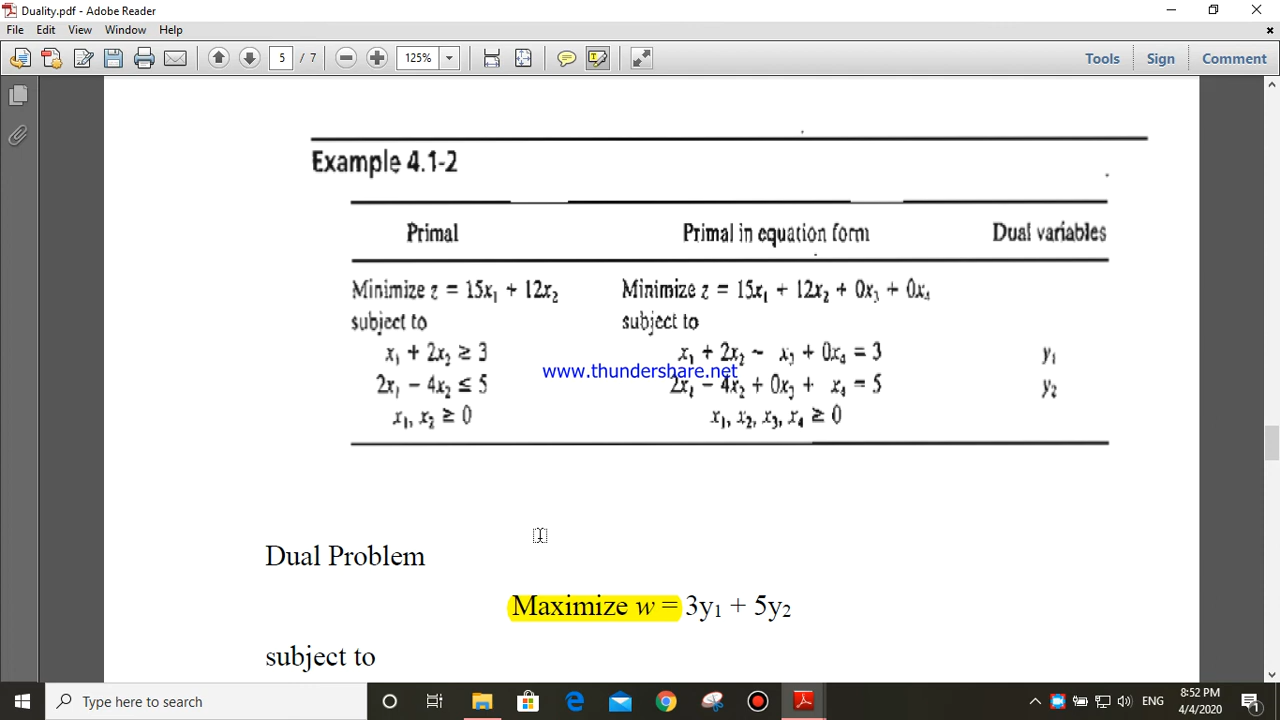 Duality.pdf - Adobe Reader
File Edit View Window Help
5 / 7 125% Tools Sign Comment
Example 4.1-2
Primal Primal in equation form Dual variables
Minimize z = 15x₁ + 12x₂ Minimize z = 15x₁ + 12x₂ + 0x₃ + 0x₄
subject to subject to
x₁ + 2x₂ ≥ 3 x₁ + 2x₂ - x₃ + 0x₄ = 3 y₁
www.thundershare.net
2x₁ - 4x₂ ≤ 5 2x₁ - 4x₂ + 0x₃ + x₄ = 5 y₂
x₁, x₂ ≥ 0 x₁, x₂, x₃, x₄ ≥ 0
Dual Problem
Maximize w = 3y₁ + 5y₂
subject to
Type here to search
ENG
8:52 PM
4/4/2020
1